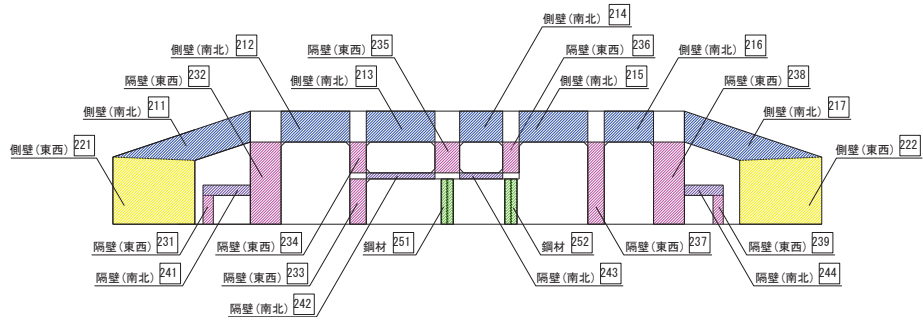 側壁(南北) 214
側壁(南北) 212
隔壁(東西) 235
隔壁(東西) 236
側壁(南北) 216
隔壁(東西) 232
側壁(南北) 213
側壁(南北) 215
隔壁(東西) 238
側壁(南北) 211
側壁(南北) 217
側壁(東西) 221
側壁(東西) 222
隔壁(東西) 231
隔壁(東西) 234
鋼材 251
鋼材 252
隔壁(東西) 237
隔壁(東西) 239
隔壁(南北) 241
隔壁(東西) 233
隔壁(南北) 243
隔壁(南北) 244
隔壁(南北) 242